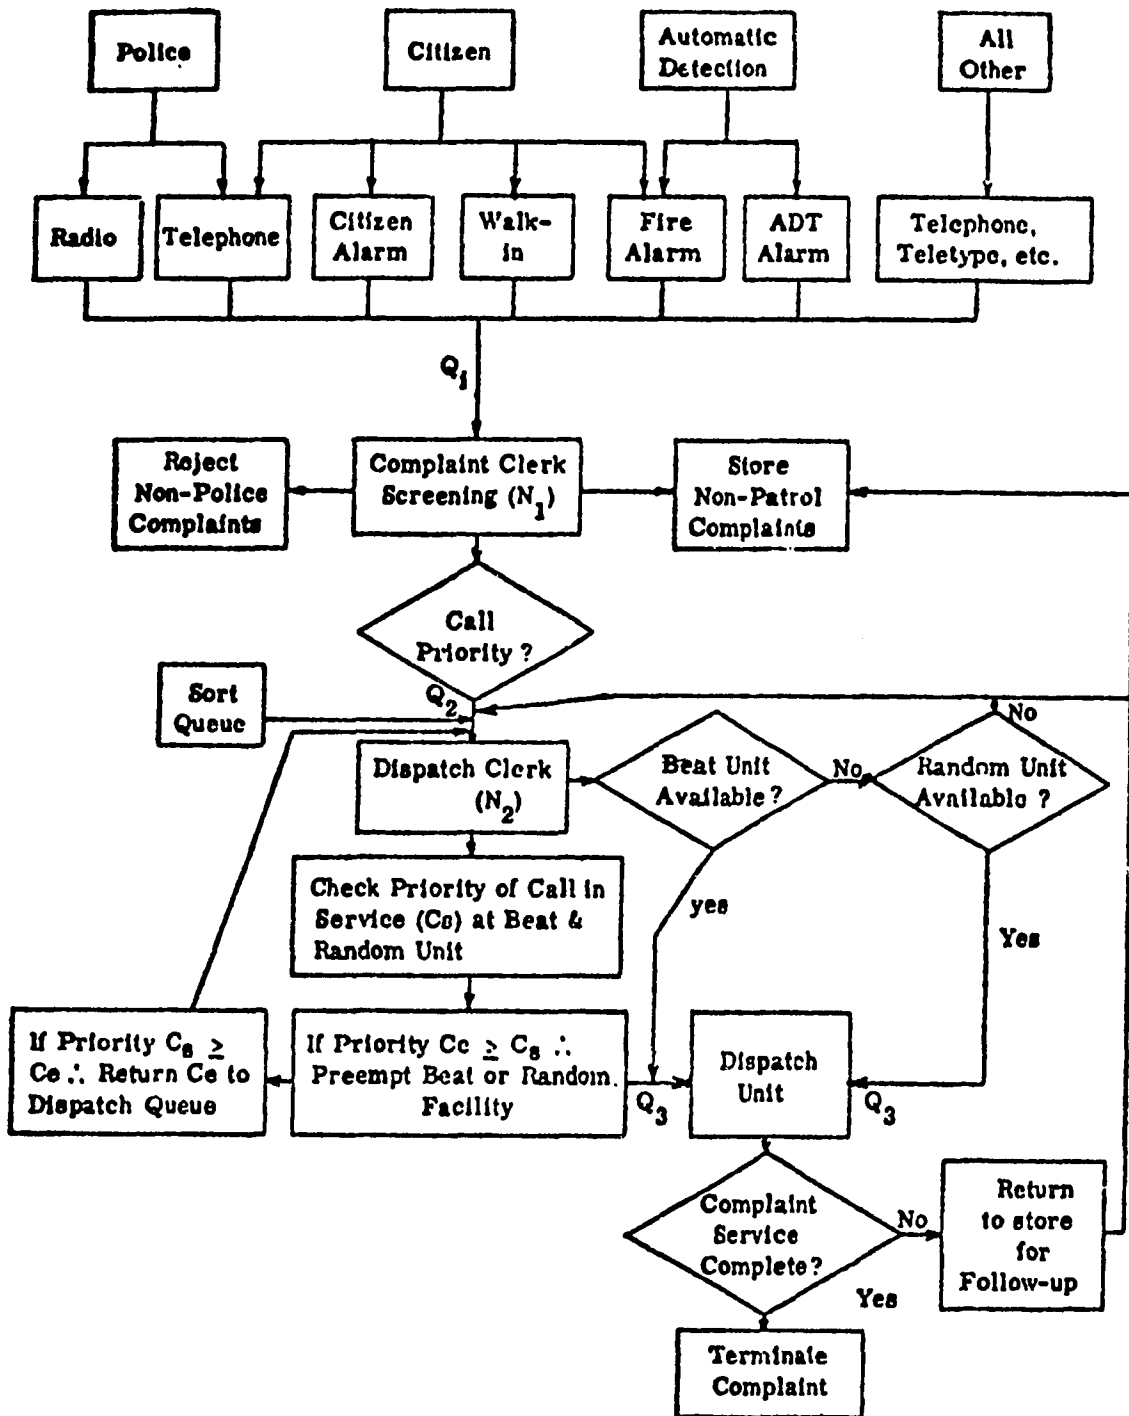 Police
Citizen
Automatic
Detection
All
Other
Radio
Telephone
Citizen
Alarm
Walk-
in
Fire
Alarm
ADT
Alarm
Telephone,
Teletype, etc.
Q1
Reject
Non-Police
Complaints
Complaint Clerk
Screening (N1)
Store
Non-Patrol
Complaints
Call
Priority ?
Sort
Queue
Q2
No
Dispatch Clerk
(N2)
Beat Unit
Available ?
No
Random Unit
Available ?
Check Priority of Call in
Service (Cs) at Beat &
Random Unit
yes
Yes
If Priority Cs ≥
Ce ∴ Return Ce to
Dispatch Queue
If Priority Ce ≥ Cs ∴
Preempt Beat or Random.
Facility
Q3
Dispatch
Unit
Q3
Complaint
Service
Complete?
No
Return
to store
for
Follow-up
Yes
Terminate
Complaint